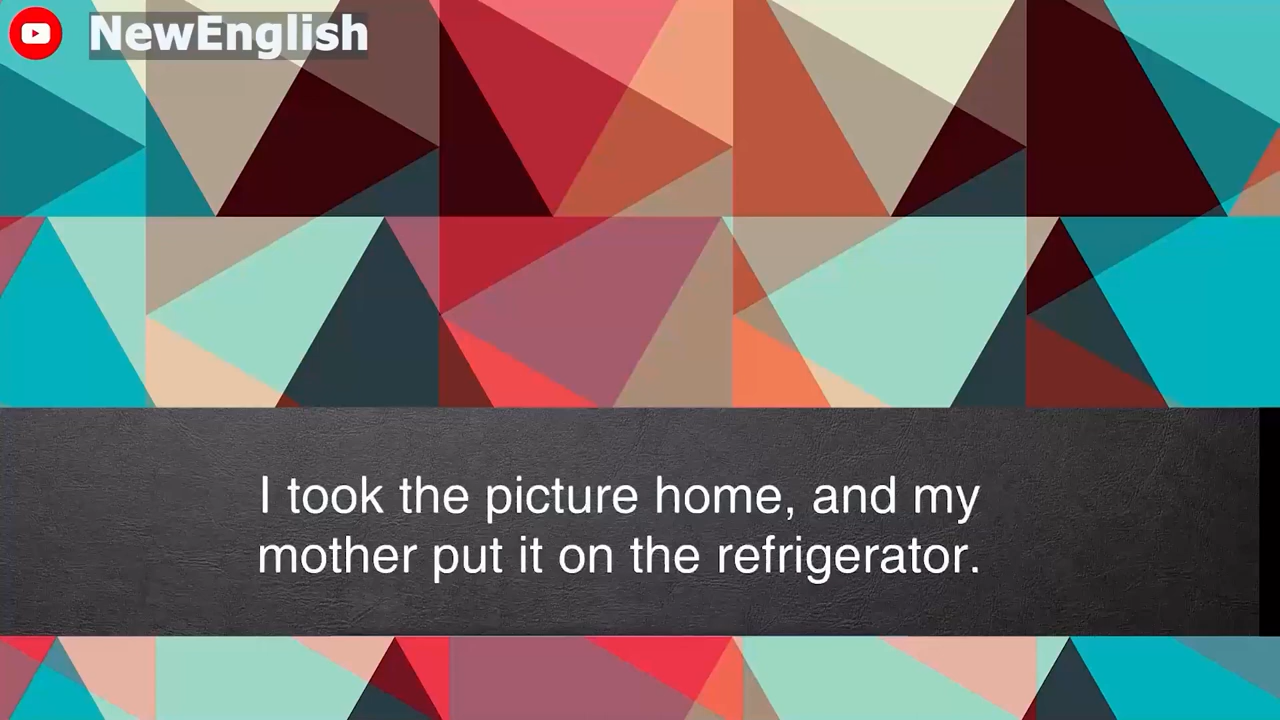 NewEnglish
I took the picture home, and my
mother put it on the refrigerator.